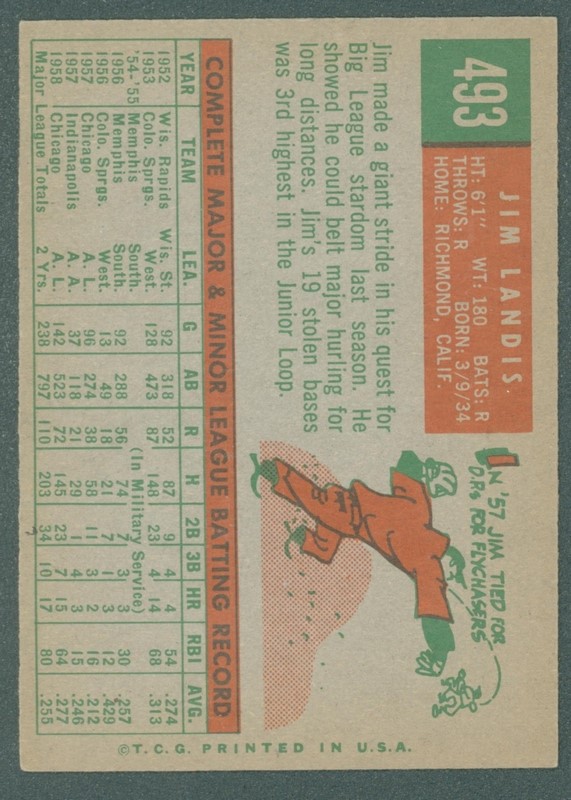 493
JIM LANDIS
HT: 6'1" WT: 180 BATS: R
THROWS: R BORN: 3/9/34
HOME: RICHMOND, CALIF.
Jim made a giant stride in his quest for
Big League stardom last season. He
showed he could belt major hurling for
long distances. Jim's 19 stolen bases
was 3rd highest in the Junior Loop.
IN '57 JIM TIED FOR
D.P.s FOR FLYCHASERS
COMPLETE MAJOR & MINOR LEAGUE BATTING RECORD
YEAR TEAM LEA. G AB R H 2B 3B HR RBI AVG.
1952 Wis. Rapids Wis. St. 92 318 52 87 9 4 4 54 .274
1953 Colo. Sprgs. West. 128 473 87 148 23 4 14 68 .313
'54-'55 Memphis South. (In Military Service)
1956 Memphis South. 92 288 56 74 7 3 3 30 .257
1956 Colo. Sprgs. West. 13 49 18 21 7 1 3 12 .429
1957 Chicago A. L. 96 274 38 58 11 3 2 16 .212
1957 Indianapolis A. A. 37 118 21 29 1 4 3 15 .246
1958 Chicago A. L. 142 523 72 145 23 7 15 64 .277
Major League Totals 2 Yrs. 238 797 110 203 34 10 17 80 .255
©T.C.G. PRINTED IN U.S.A.